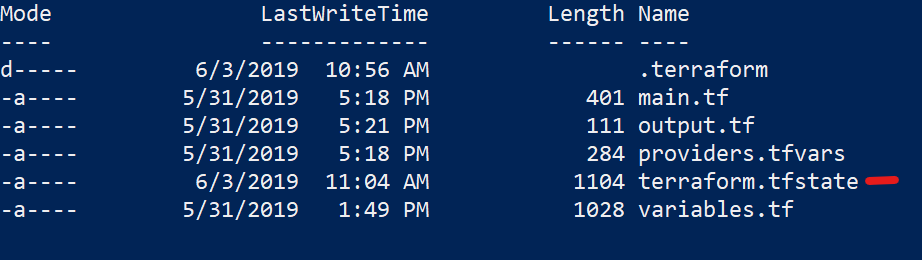 Mode                LastWriteTime         Length Name
----                -------------         ------ ----
d-----         6/3/2019  10:56 AM                .terraform
-a----        5/31/2019   5:18 PM            401 main.tf
-a----        5/31/2019   5:21 PM            111 output.tf
-a----        5/31/2019   5:18 PM            284 providers.tfvars
-a----         6/3/2019  11:04 AM           1104 terraform.tfstate
-a----        5/31/2019   1:49 PM           1028 variables.tf